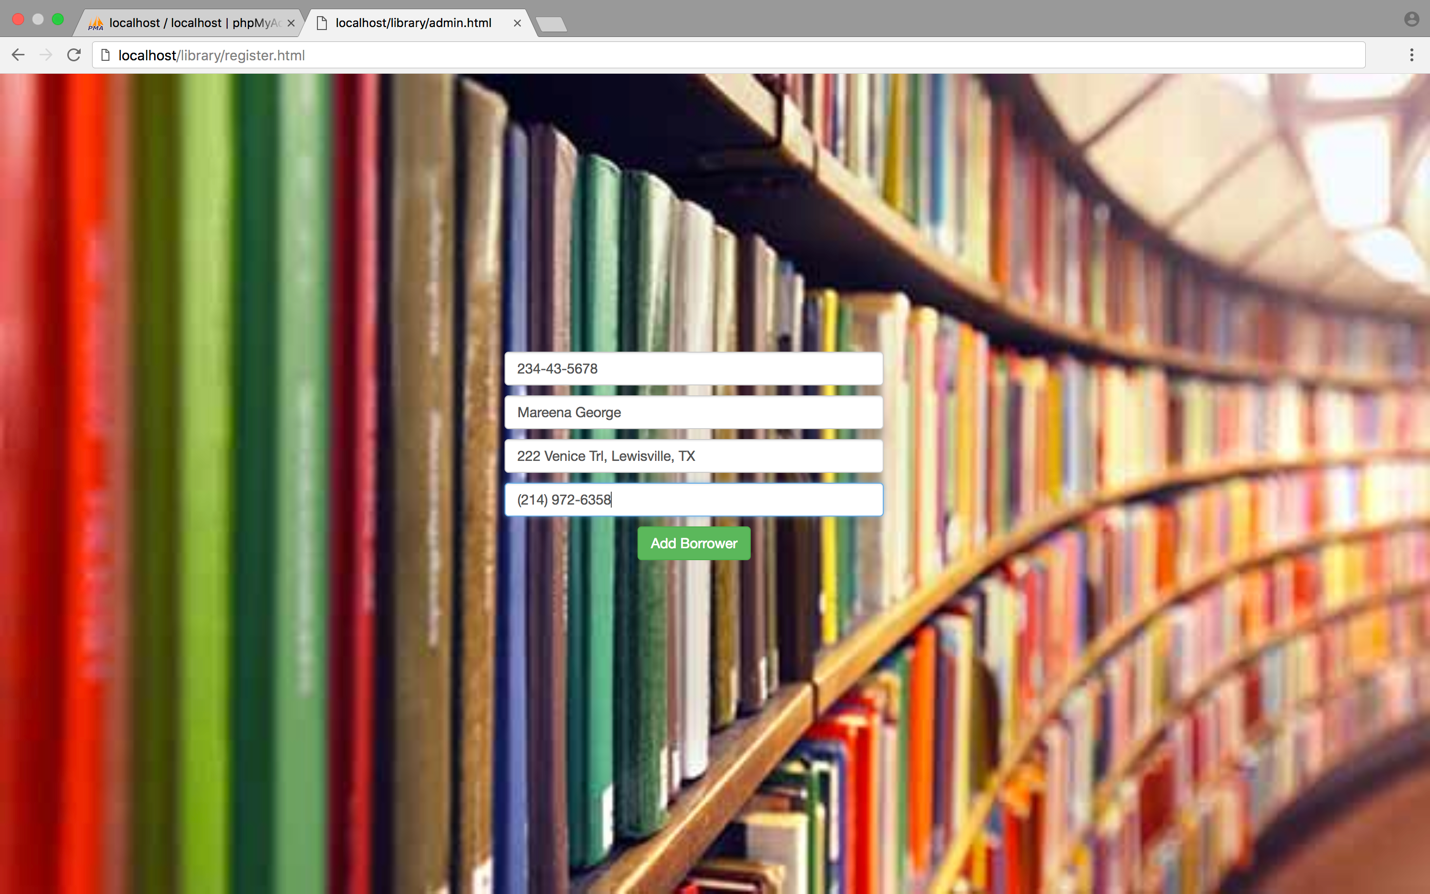 localhost / localhost | phpMyAd
localhost/library/admin.html
localhost/library/register.html
234-43-5678
Mareena George
222 Venice Trl, Lewisville, TX
(214) 972-6358
Add Borrower